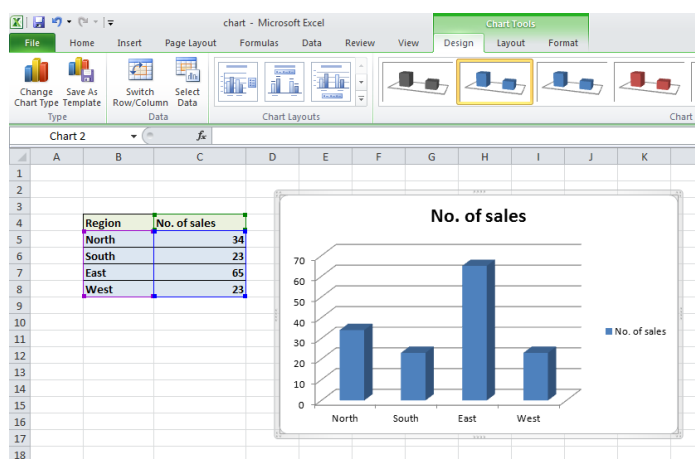 chart - Microsoft Excel
Chart Tools
File Home Insert Page Layout Formulas Data Review View Design Layout Format
Change Chart Type
Save As Template
Switch Row/Column
Select Data
Type Data Chart Layouts Chart
Chart 2 fx
A B C D E F G H I J K
1
2
3
4 Region No. of sales
5 North 34
6 South 23
7 East 65
8 West 23
9
10
11
12
13
14
15
16
17
18
No. of sales
70
60
50
40
30
20
10
0
North South East West
No. of sales